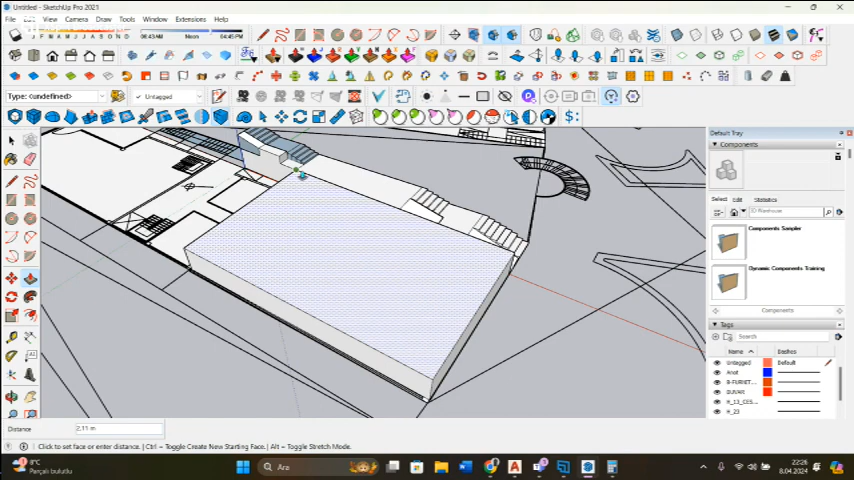 Untitled - SketchUp Pro 2021
File Edit View Camera Draw Tools Window Extensions Help
08:43 AM Noon 04:45 PM
Type: <undefined>
Untagged
$:
Default Tray
Components
Select Edit Statistics
3D Warehouse
Components Sampler
Dynamic Components Training
Components
Tags
Search
Name Dashes
Untagged Default
Anot
B-FURIET...
DUVAR
H_13_CES...
H_23
Distance 2,11 m
Click to set face or enter distance. | Ctrl = Toggle Create New Starting Face. | Alt = Toggle Stretch Mode.
8°C
Parçalı bulutlu
Ara
22:26
8.04.2024